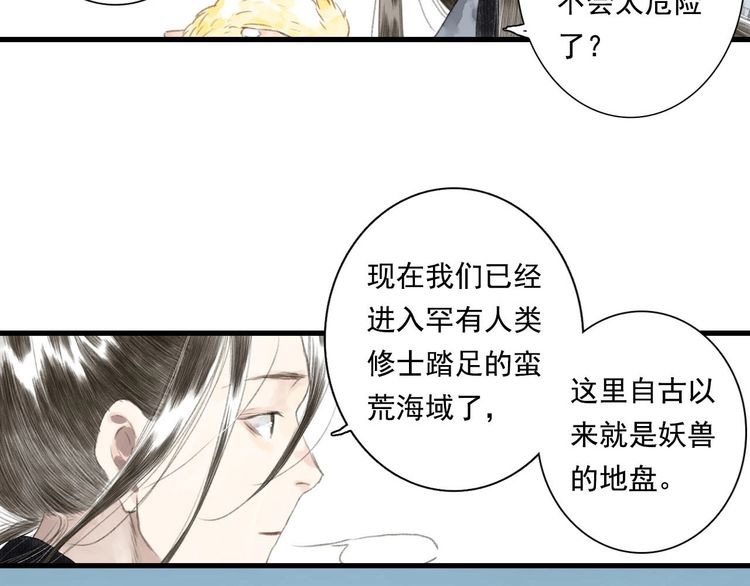 不会太危险
了?
现在我们已经
进入罕有人类
修士踏足的蛮
荒海域了,
这里自古以
来就是妖兽
的地盘。